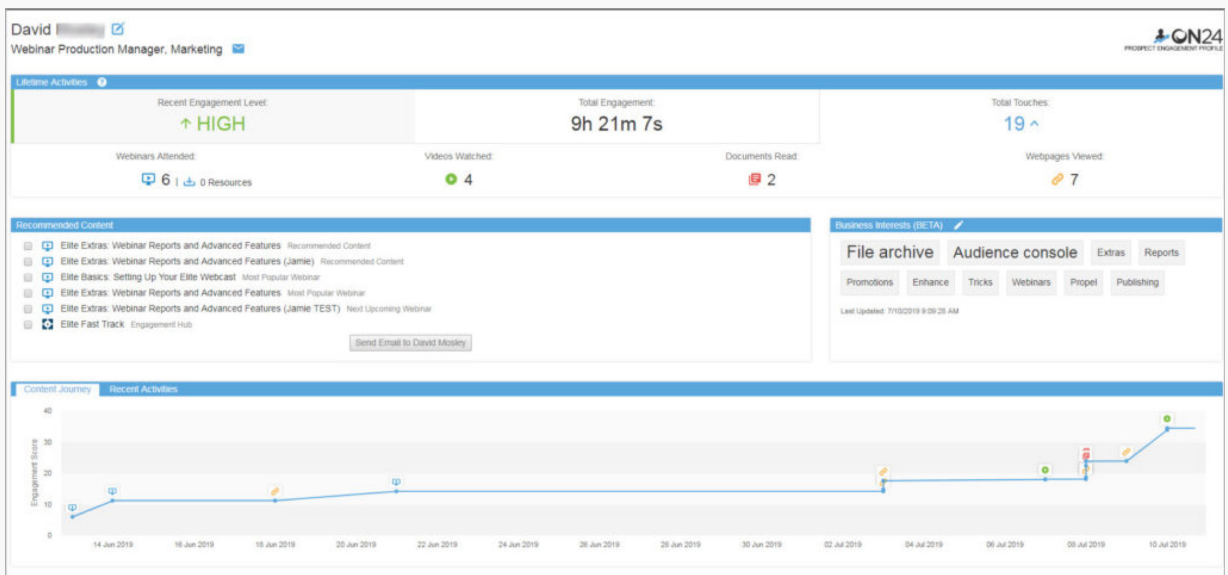 David
Webinar Production Manager, Marketing
ON24
PROSPECT ENGAGEMENT PROFILE
Lifetime Activities ?
Recent Engagement Level: Total Engagement: Total Touches:
HIGH 9h 21m 7s 19
Webinars Attended: Videos Watched: Documents Read: Webpages Viewed:
6 | 0 Resources 4 2 7
Recommended Content
Elite Extras: Webinar Reports and Advanced Features Recommended Content
Elite Extras: Webinar Reports and Advanced Features (Jamie) Recommended Content
Elite Basics: Setting Up Your Elite Webcast Most Popular Webinar
Elite Extras: Webinar Reports and Advanced Features Most Popular Webinar
Elite Extras: Webinar Reports and Advanced Features (Jamie TEST) Next Upcoming Webinar
Elite Fast Track Engagement Hub
Send Email to David Mosley
Business Interests (BETA)
File archive Audience console Extras Reports
Promotions Enhance Tricks Webinars Propel Publishing
Last Updated: 7/10/2019 9:09:28 AM
Content Journey Recent Activities
Engagement Score
40
30
20
10
0
14 Jun 2019 16 Jun 2019 18 Jun 2019 20 Jun 2019 22 Jun 2019 24 Jun 2019 26 Jun 2019 28 Jun 2019 30 Jun 2019 02 Jul 2019 04 Jul 2019 06 Jul 2019 08 Jul 2019 10 Jul 2019